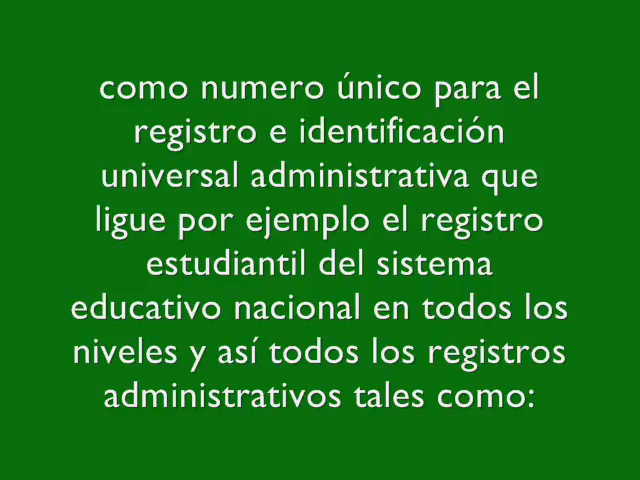 como numero único para el
registro e identificación
universal administrativa que
ligue por ejemplo el registro
estudiantil del sistema
educativo nacional en todos los
niveles y así todos los registros
administrativos tales como: